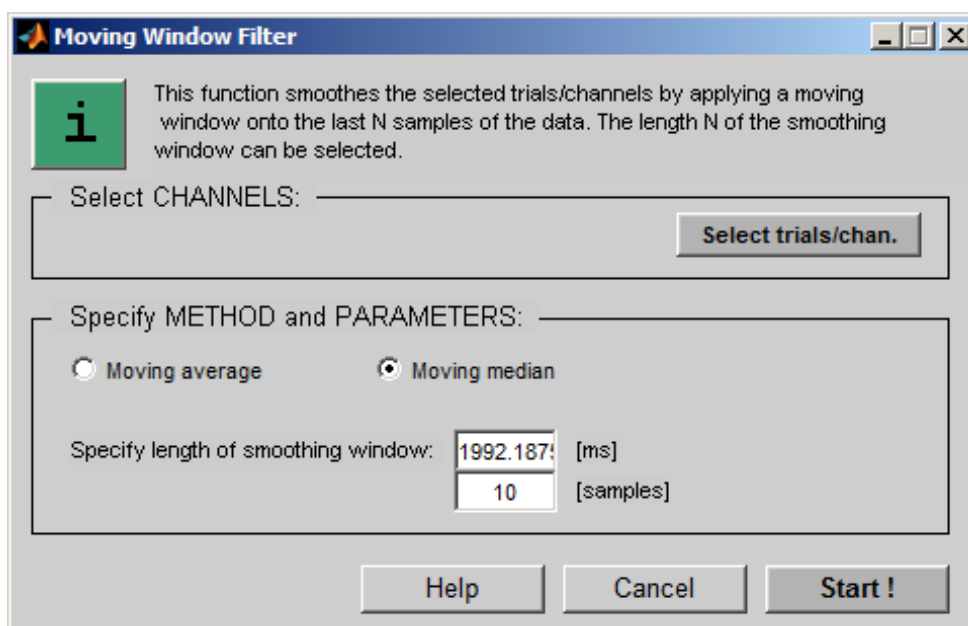 Moving Window Filter
i
This function smoothes the selected trials/channels by applying a moving
window onto the last N samples of the data. The length N of the smoothing
window can be selected.
Select CHANNELS:
Select trials/chan.
Specify METHOD and PARAMETERS:
Moving average Moving median
Specify length of smoothing window: 1992.1875 [ms]
10 [samples]
Help Cancel Start !